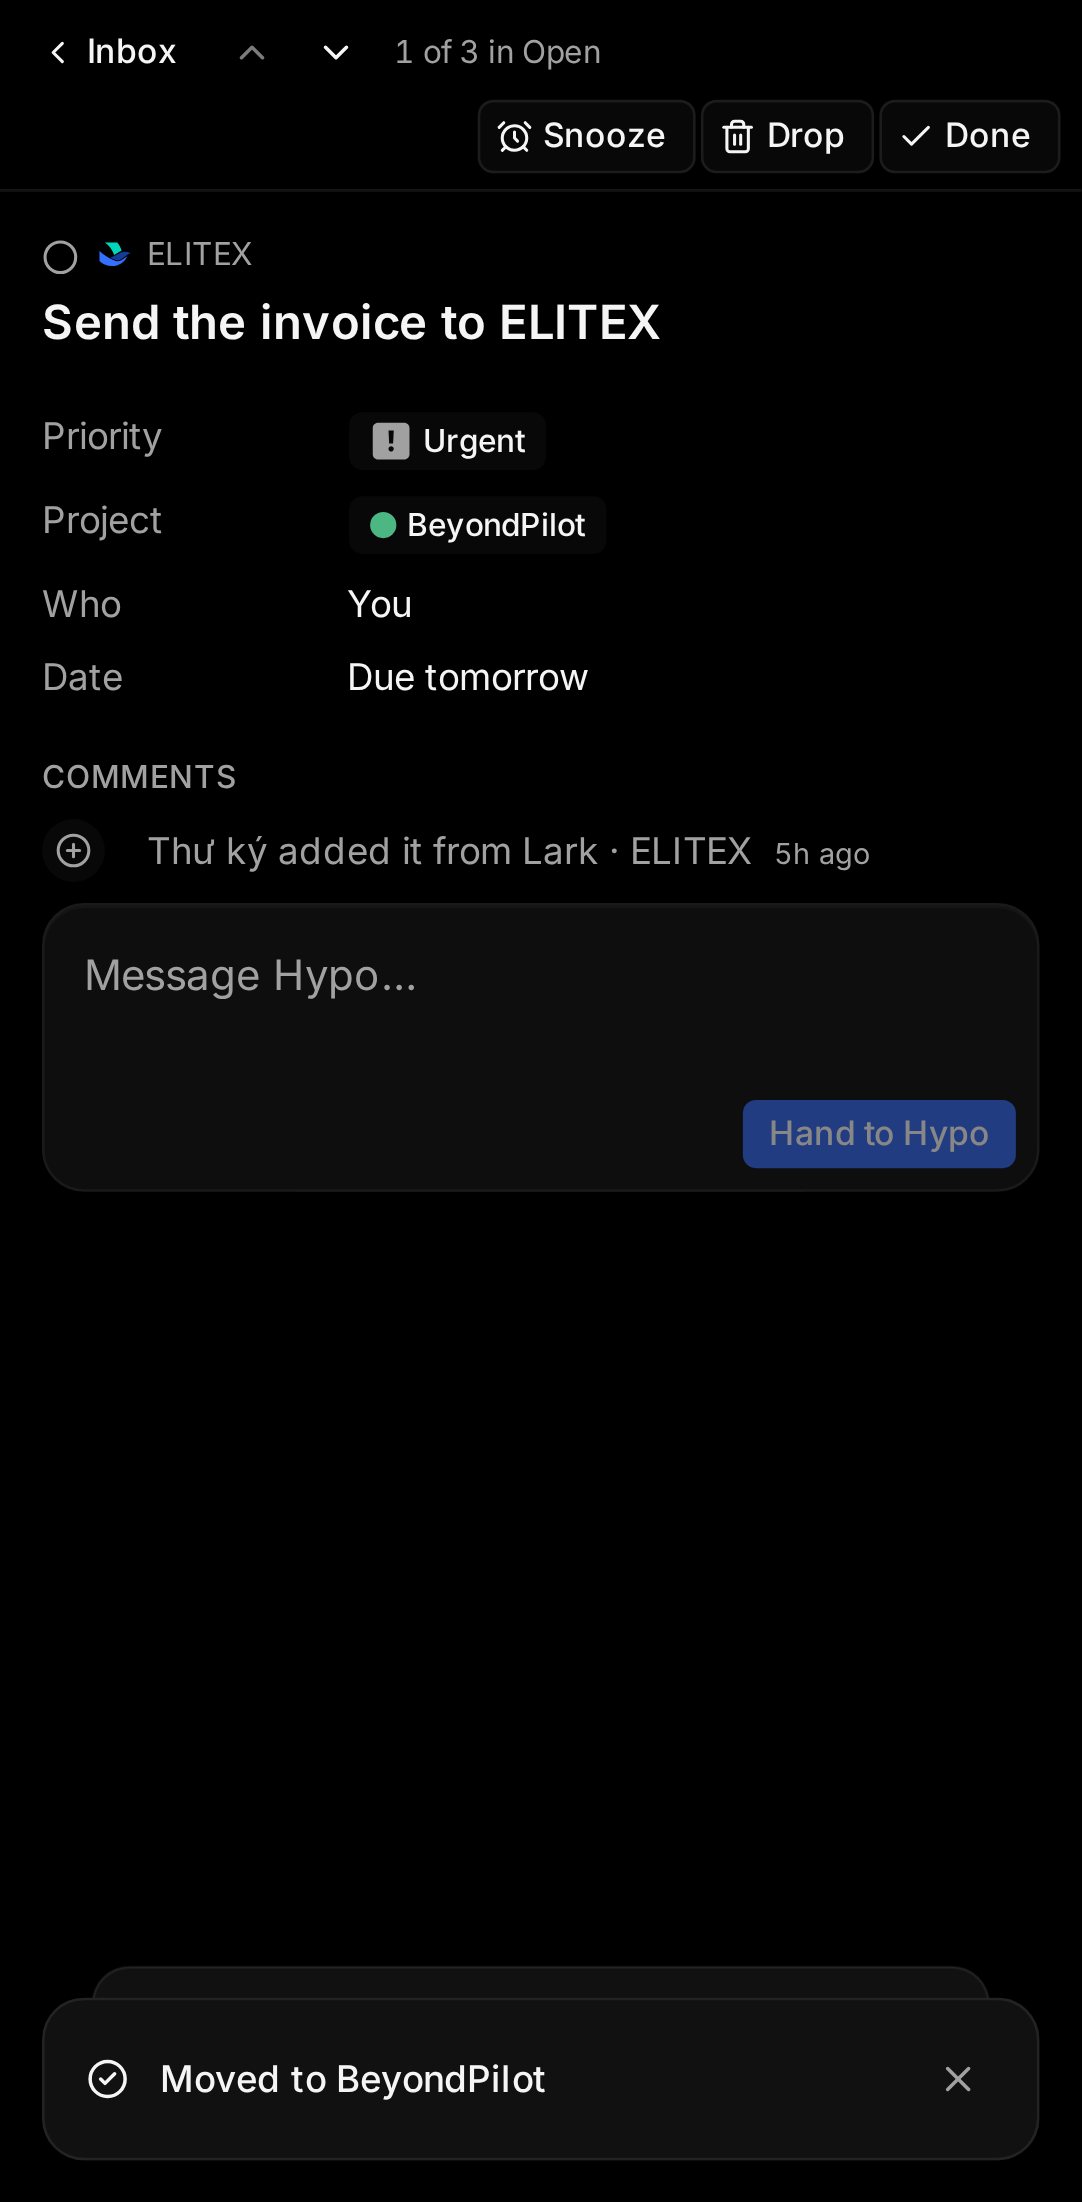 Inbox
1 of 3 in Open
Snooze
Drop
Done
ELITEX
Send the invoice to ELITEX
Priority
Urgent
Project
BeyondPilot
Who
You
Date
Due tomorrow
COMMENTS
Thư ký added it from Lark · ELITEX 5h ago
Message Hypo...
Hand to Hypo
Moved to BeyondPilot